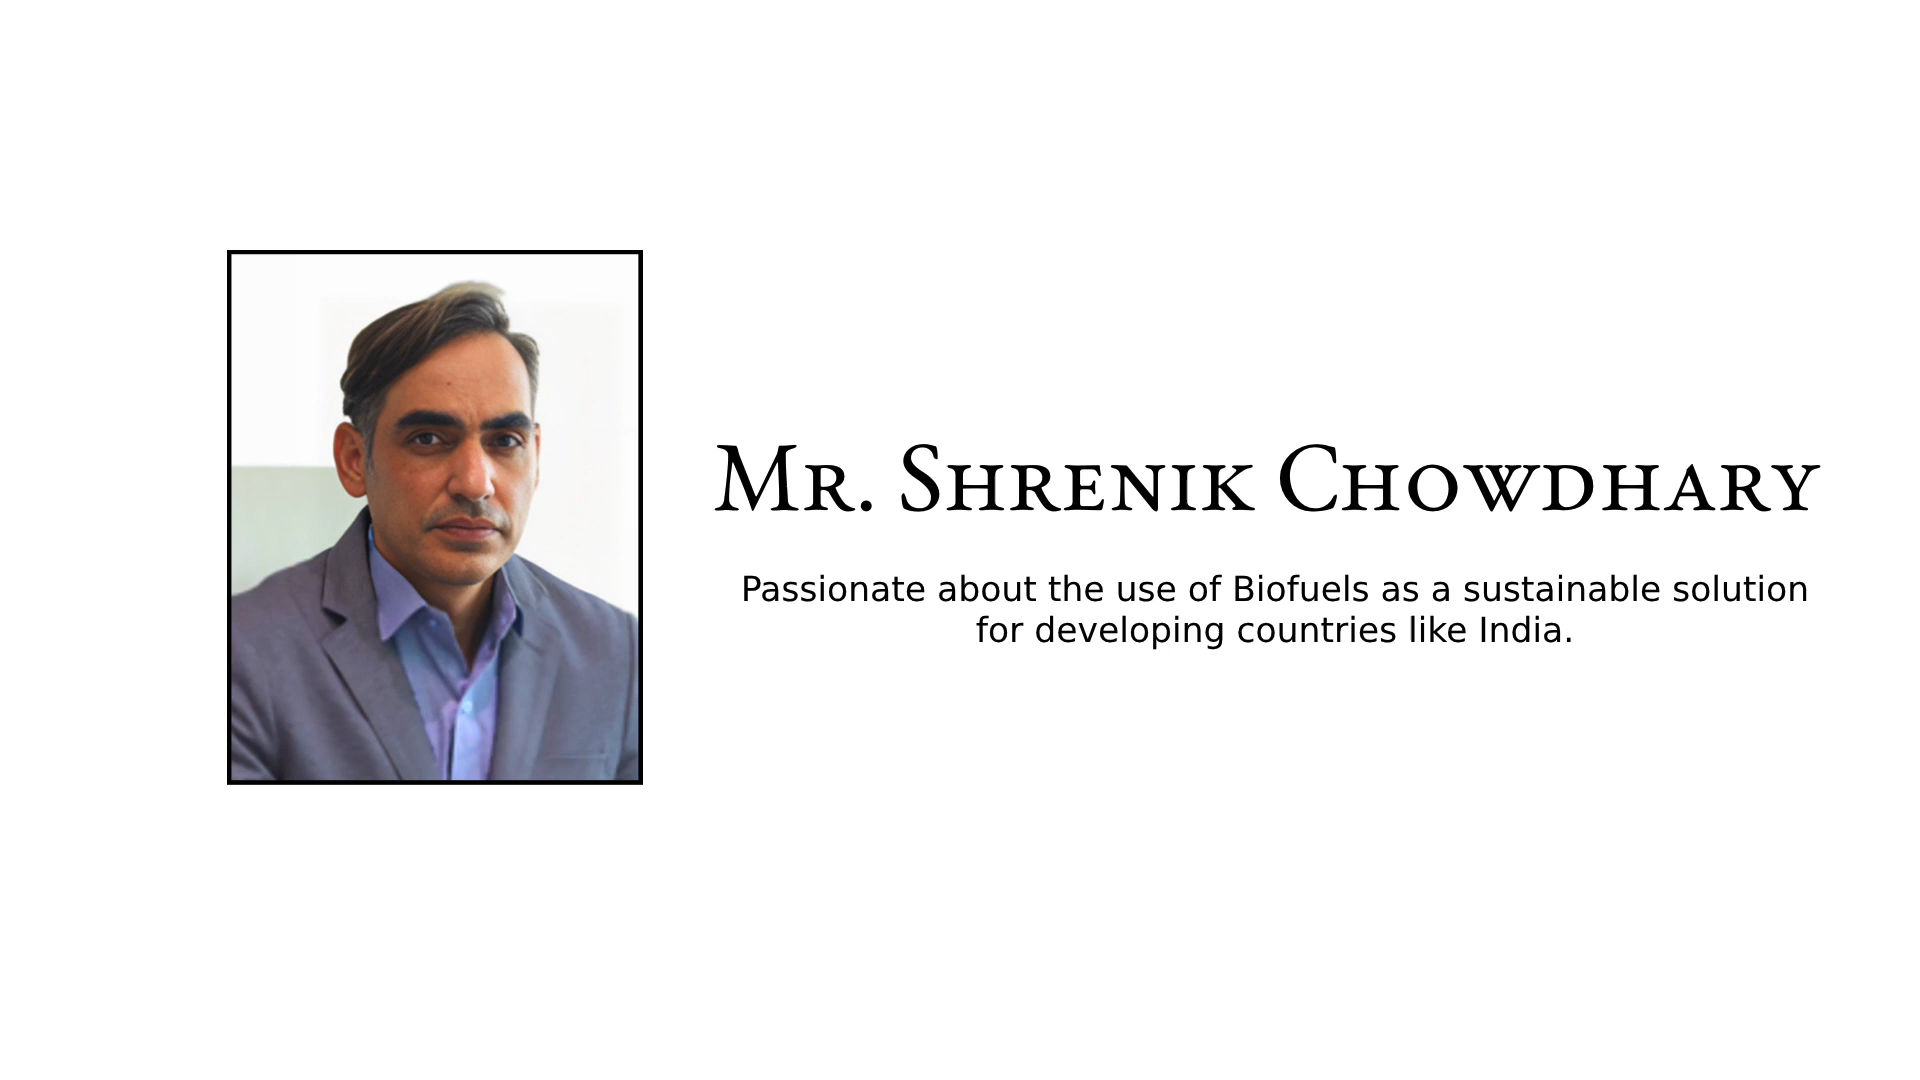 Mr. Shrenik Chowdhary
Passionate about the use of Biofuels as a sustainable solution
for developing countries like India.